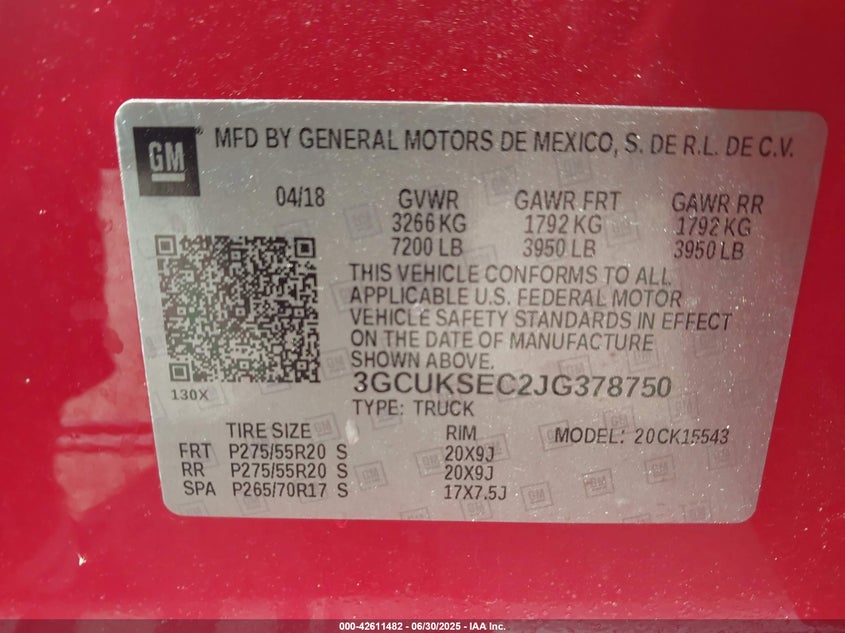 GM ® MFD BY GENERAL MOTORS DE MEXICO, S. DE R.L. DE C.V.
04/18 GVWR GAWR FRT GAWR RR
3266 KG 1792 KG 1792 KG
7200 LB 3950 LB 3950 LB
THIS VEHICLE CONFORMS TO ALL
APPLICABLE U.S. FEDERAL MOTOR
VEHICLE SAFETY STANDARDS IN EFFECT
ON THE DATE OF MANUFACTURE
SHOWN ABOVE.
3GCUKSEC2JG378750
130X
TYPE: TRUCK
TIRE SIZE RIM MODEL: 20CK15543
FRT P275/55R20 S 20X9J
RR P275/55R20 S 20X9J
SPA P265/70R17 S 17X7.5J
000-42611482 - 06/30/2025 - IAA Inc.